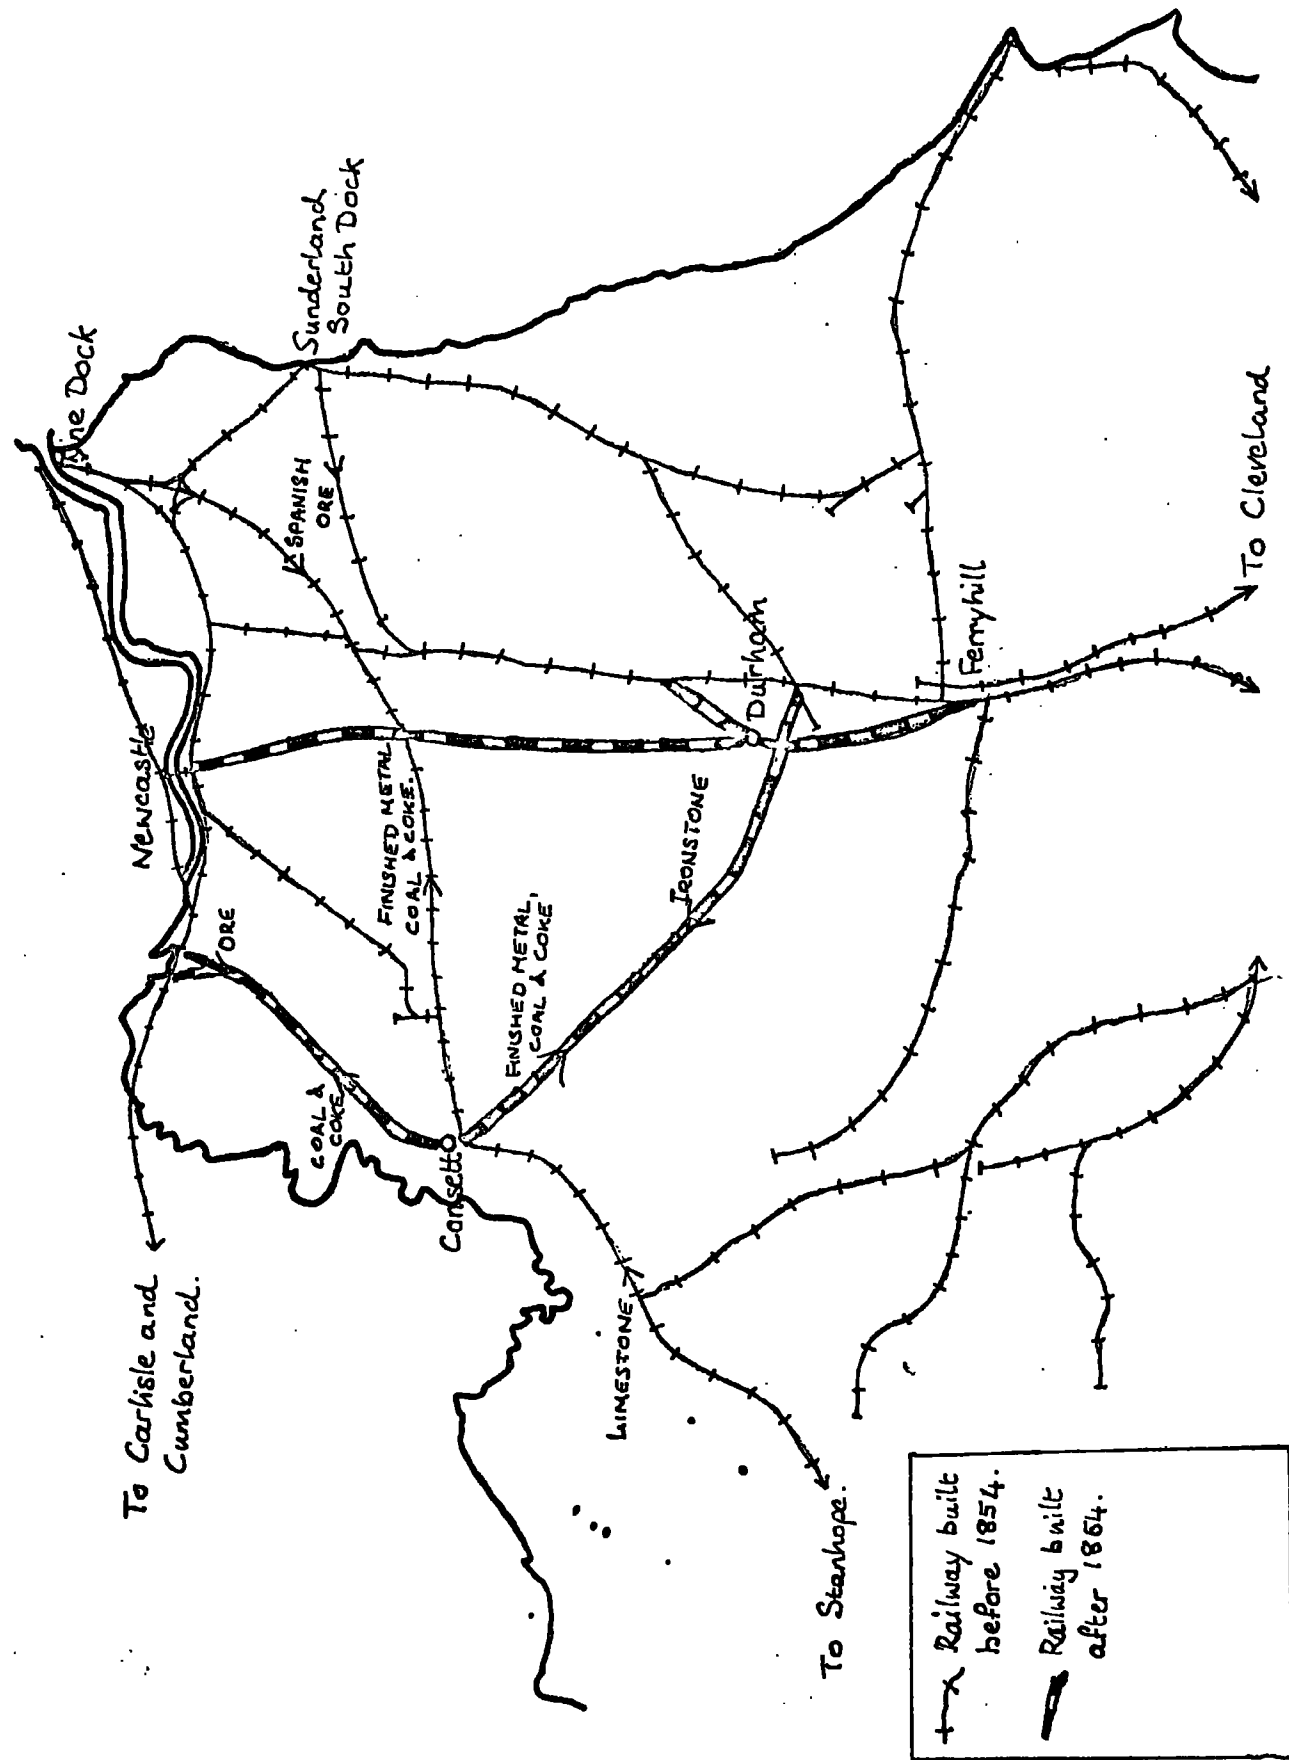 To Carlisle and
Cumberland.
Newcastle
Tyne Dock
Sunderland
South Dock
ORE
SPANISH
ORE
COAL &
COKE
FINISHED METAL
COAL & COKE.
Consett
FINISHED METAL,
COAL & COKE
IRONSTONE
Durham
LIMESTONE
Ferryhill
To Stanhope.
To Cleveland
Railway built
before 1854.
Railway built
after 1854.